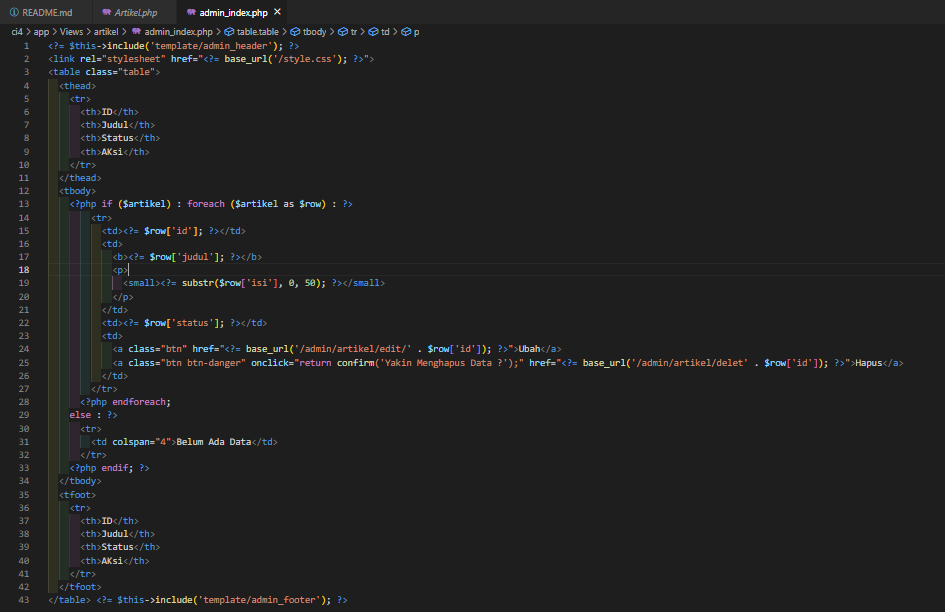 README.md Artikel.php admin_index.php ×
ci4 > app > Views > artikel > admin_index.php > table.table > tbody > tr > td > p
1 <?= $this->include('template/admin_header'); ?>
2 <link rel="stylesheet" href="<?= base_url('/style.css'); ?>">
3 <table class="table">
4 <thead>
5 <tr>
6 <th>ID</th>
7 <th>Judul</th>
8 <th>Status</th>
9 <th>AKsi</th>
10 </tr>
11 </thead>
12 <tbody>
13 <?php if ($artikel) : foreach ($artikel as $row) : ?>
14 <tr>
15 <td><?= $row['id']; ?></td>
16 <td>
17 <b><?= $row['judul']; ?></b>
18 <p>
19 <small><?= substr($row['isi'], 0, 50); ?></small>
20 </p>
21 </td>
22 <td><?= $row['status']; ?></td>
23 <td>
24 <a class="btn" href="<?= base_url('/admin/artikel/edit/' . $row['id']); ?>">Ubah</a>
25 <a class="btn btn-danger" onclick="return confirm('Yakin Menghapus Data ?');" href="<?= base_url('/admin/artikel/delet' . $row['id']); ?>">Hapus</a>
26 </td>
27 </tr>
28 <?php endforeach;
29 else : ?>
30 <tr>
31 <td colspan="4">Belum Ada Data</td>
32 </tr>
33 <?php endif; ?>
34 </tbody>
35 <tfoot>
36 <tr>
37 <th>ID</th>
38 <th>Judul</th>
39 <th>Status</th>
40 <th>AKsi</th>
41 </tr>
42 </tfoot>
43 </table> <?= $this->include('template/admin_footer'); ?>